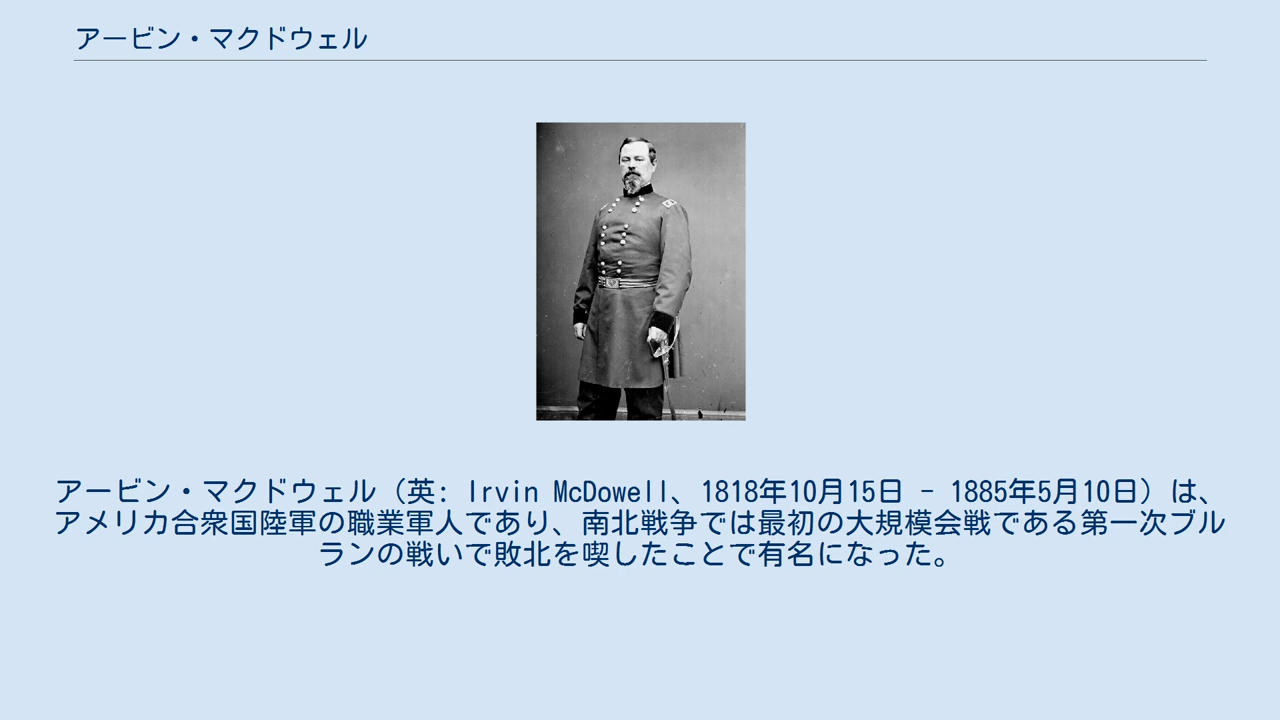 アービン・マクドウェル
アービン・マクドウェル（英: Irvin McDowell、1818年10月15日 - 1885年5月10日）は、
アメリカ合衆国陸軍の職業軍人であり、南北戦争では最初の大規模会戦である第一次ブル
ランの戦いで敗北を喫したことで有名になった。